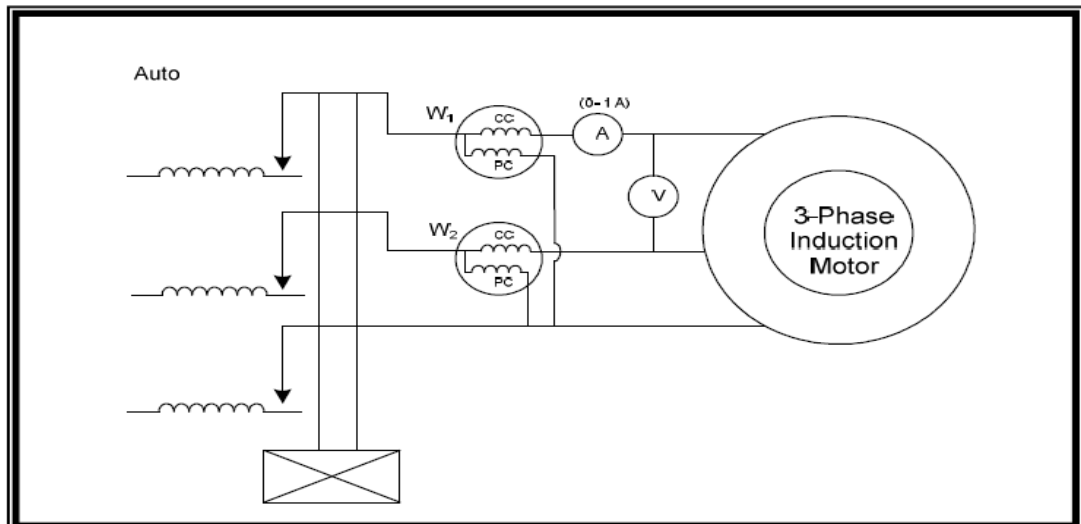 Auto
W₁
CC
PC
(0-1 A)
A
V
W₂
CC
PC
3-Phase
Induction
Motor